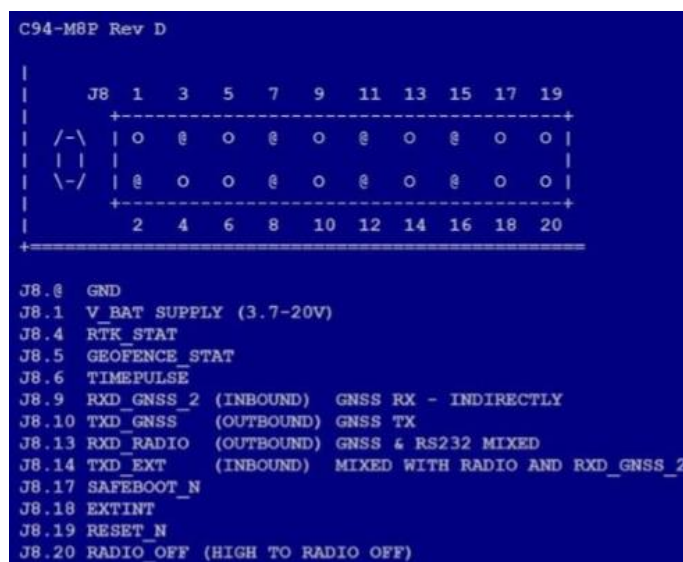 C94-M8P Rev D
J8 1 3 5 7 9 11 13 15 17 19
O @ O @ O @ O @ O O
@ O O @ O @ O @ O O
2 4 6 8 10 12 14 16 18 20
J8.@ GND
J8.1 V_BAT SUPPLY (3.7-20V)
J8.4 RTK_STAT
J8.5 GEOFENCE_STAT
J8.6 TIMEPULSE
J8.9 RXD_GNSS_2 (INBOUND) GNSS RX - INDIRECTLY
J8.10 TXD_GNSS (OUTBOUND) GNSS TX
J8.13 RXD_RADIO (OUTBOUND) GNSS & RS232 MIXED
J8.14 TXD_EXT (INBOUND) MIXED WITH RADIO AND RXD_GNSS_2
J8.17 SAFEBOOT_N
J8.18 EXTINT
J8.19 RESET_N
J8.20 RADIO_OFF (HIGH TO RADIO OFF)